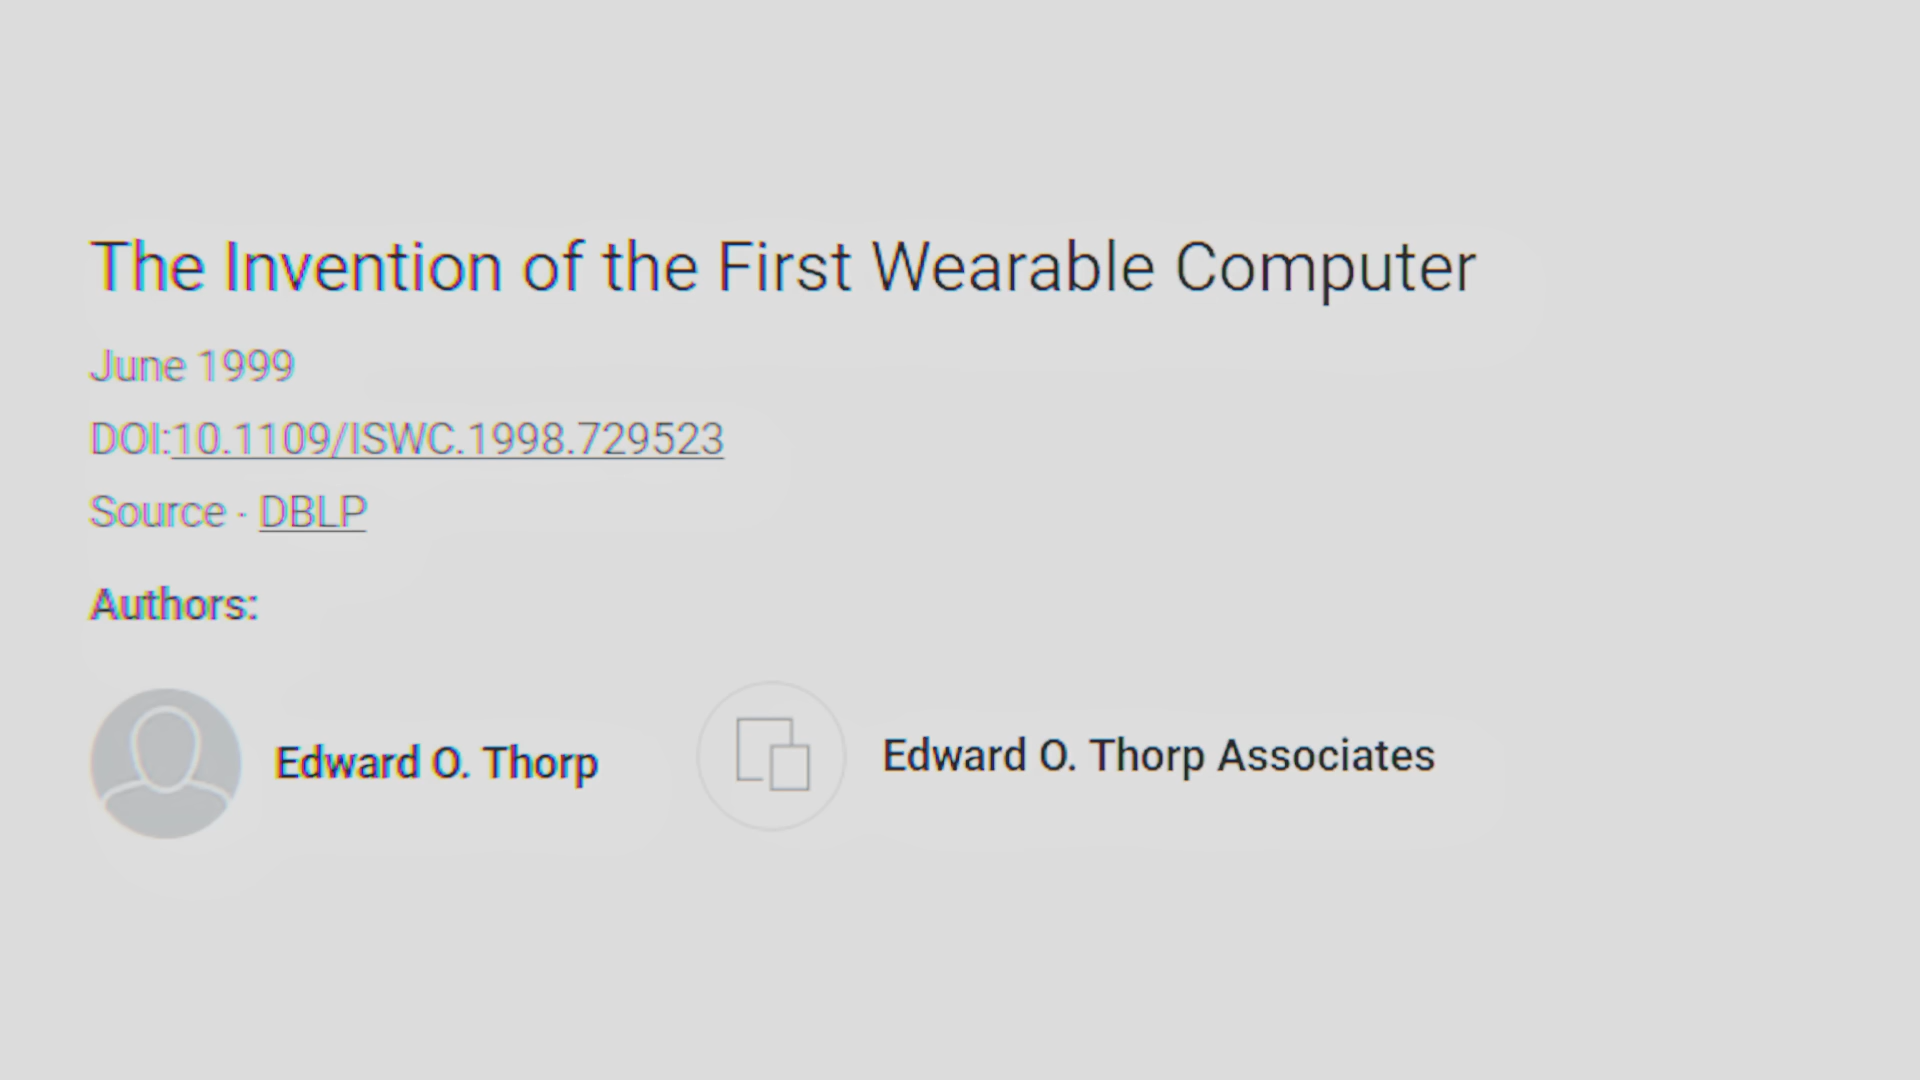 The Invention of the First Wearable Computer
June 1999
DOI:10.1109/ISWC.1998.729523
Source · DBLP
Authors:
Edward O. Thorp
Edward O. Thorp Associates